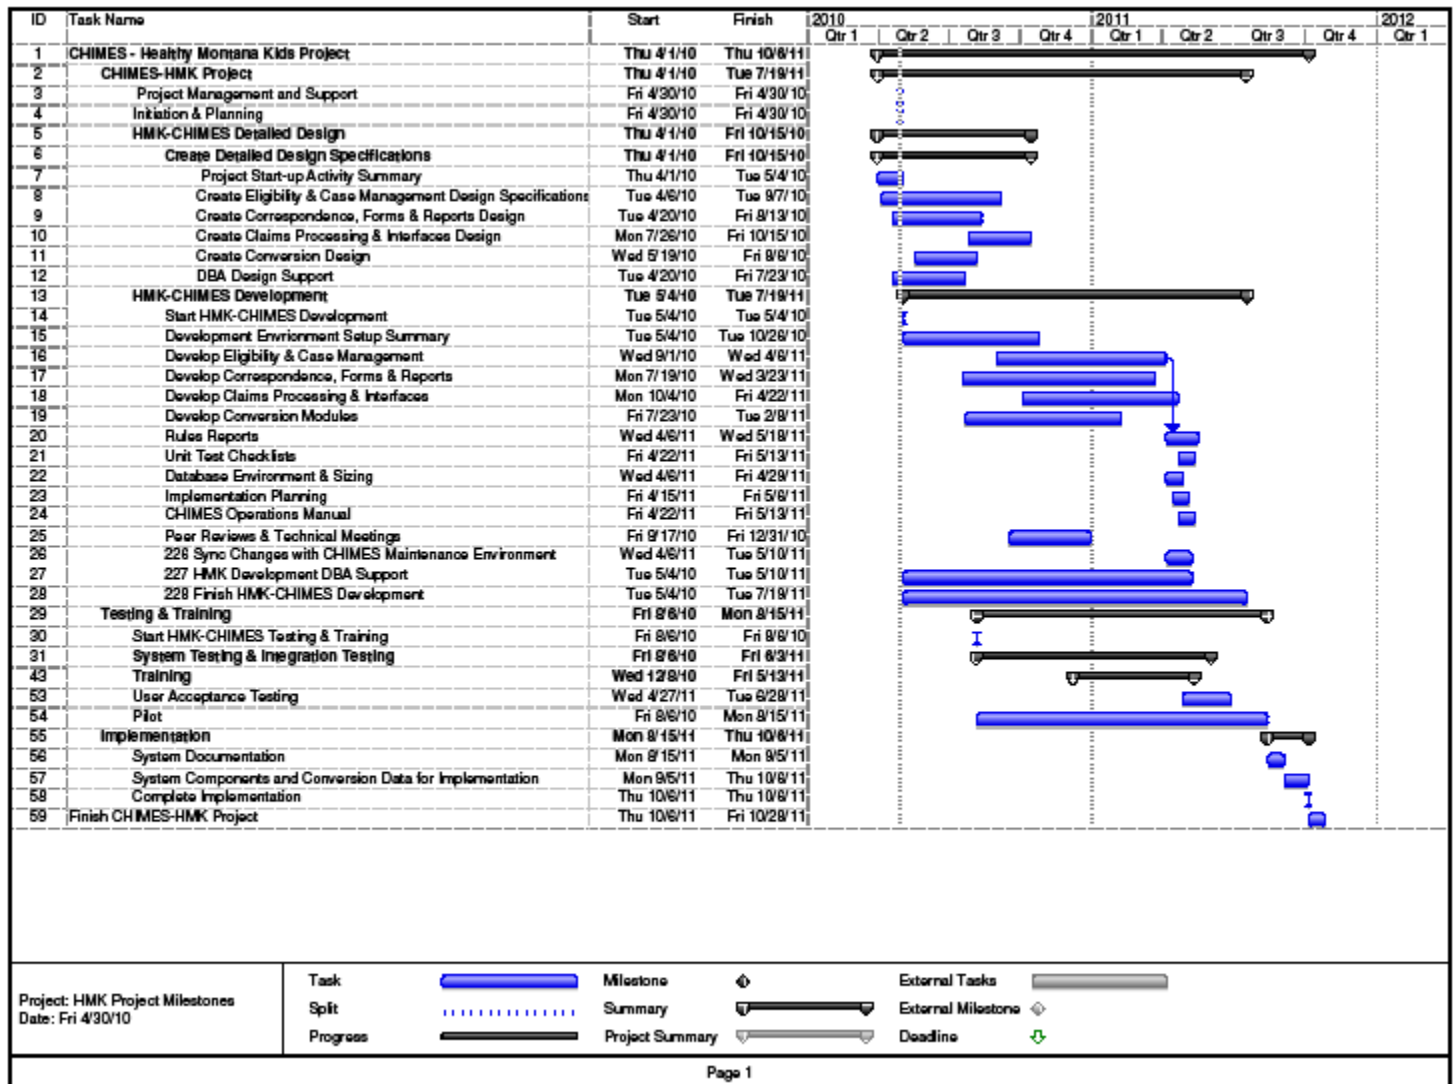 ID Task Name Start Finish 2010 2011 2012
Qtr 1 Qtr 2 Qtr 3 Qtr 4 Qtr 1 Qtr 2 Qtr 3 Qtr 4 Qtr 1
1 CHIMES - Healthy Montana Kids Project Thu 4/1/10 Thu 10/6/11
2 CHIMES-HMK Project Thu 4/1/10 Tue 7/19/11
3 Project Management and Support Fri 4/30/10 Fri 4/30/10
4 Initiation & Planning Fri 4/30/10 Fri 4/30/10
5 HMK-CHIMES Detailed Design Thu 4/1/10 Fri 10/15/10
6 Create Detailed Design Specifications Thu 4/1/10 Fri 10/15/10
7 Project Start-up Activity Summary Thu 4/1/10 Tue 5/4/10
8 Create Eligibility & Case Management Design Specifications Tue 4/6/10 Tue 9/7/10
9 Create Correspondence, Forms & Reports Design Tue 4/20/10 Fri 8/13/10
10 Create Claims Processing & Interfaces Design Mon 7/26/10 Fri 10/15/10
11 Create Conversion Design Wed 5/19/10 Fri 8/6/10
12 DBA Design Support Tue 4/20/10 Fri 7/23/10
13 HMK-CHIMES Development Tue 5/4/10 Tue 7/19/11
14 Start HMK-CHIMES Development Tue 5/4/10 Tue 5/4/10
15 Development Envrionment Setup Summary Tue 5/4/10 Tue 10/26/10
16 Develop Eligibility & Case Management Wed 9/1/10 Wed 4/6/11
17 Develop Correspondence, Forms & Reports Mon 7/19/10 Wed 3/23/11
18 Develop Claims Processing & Interfaces Mon 10/4/10 Fri 4/22/11
19 Develop Conversion Modules Fri 7/23/10 Tue 2/8/11
20 Rules Reports Wed 4/6/11 Wed 5/18/11
21 Unit Test Checklists Fri 4/22/11 Fri 5/13/11
22 Database Environment & Sizing Wed 4/6/11 Fri 4/29/11
23 Implementation Planning Fri 4/15/11 Fri 5/6/11
24 CHIMES Operations Manual Fri 4/22/11 Fri 5/13/11
25 Peer Reviews & Technical Meetings Fri 9/17/10 Fri 12/31/10
26 226 Sync Changes with CHIMES Maintenance Environment Wed 4/6/11 Tue 5/10/11
27 227 HMK Development DBA Support Tue 5/4/10 Tue 5/10/11
28 228 Finish HMK-CHIMES Development Tue 5/4/10 Tue 7/19/11
29 Testing & Training Fri 8/6/10 Mon 8/15/11
30 Start HMK-CHIMES Testing & Training Fri 8/6/10 Fri 8/6/10
31 System Testing & Integration Testing Fri 8/6/10 Fri 6/3/11
43 Training Wed 12/8/10 Fri 5/13/11
53 User Acceptance Testing Wed 4/27/11 Tue 6/28/11
54 Pilot Fri 8/6/10 Mon 8/15/11
55 Implementation Mon 8/15/11 Thu 10/6/11
56 System Documentation Mon 8/15/11 Mon 9/5/11
57 System Components and Conversion Data for Implementation Mon 9/5/11 Thu 10/6/11
58 Complete Implementation Thu 10/6/11 Thu 10/6/11
59 Finish CHIMES-HMK Project Thu 10/6/11 Fri 10/28/11
Project: HMK Project Milestones
Date: Fri 4/30/10
Task Milestone External Tasks
Split Summary External Milestone
Progress Project Summary Deadline
Page 1